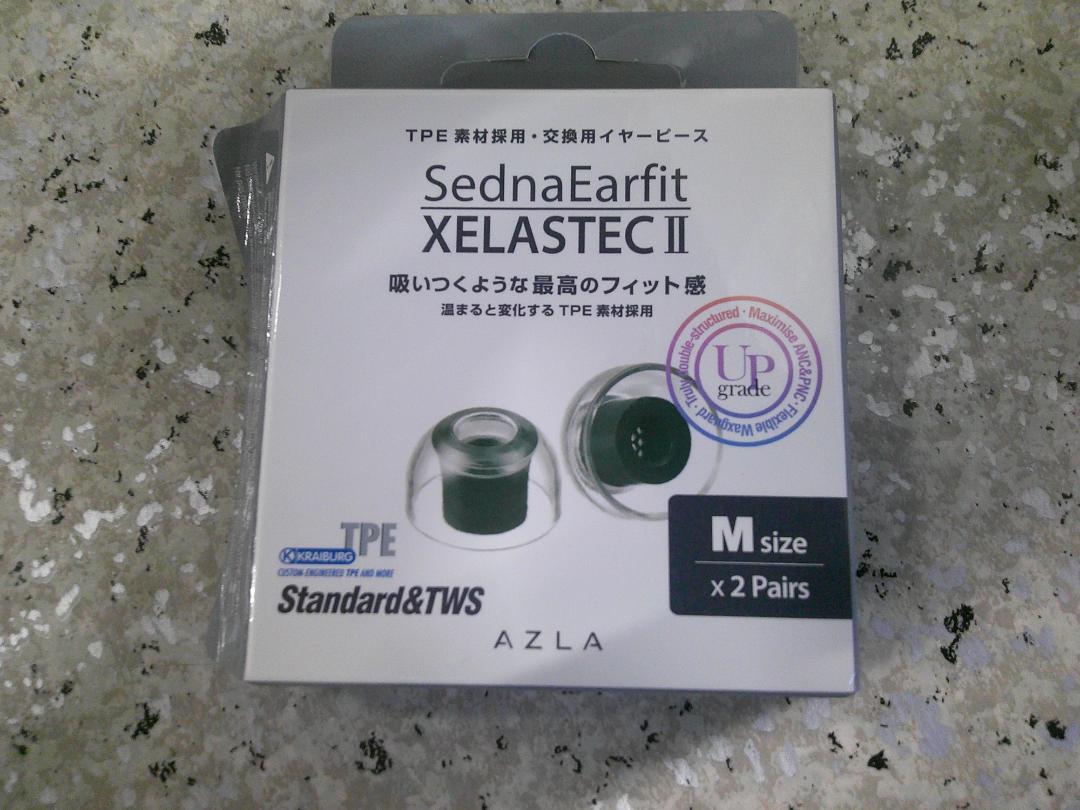 TPE 素材採用・交換用イヤーピース
SednaEarfit
XELASTEC II
吸いつくような最高のフィット感
温まると変化する TPE 素材採用
Truly double-structured · Maximise ANC&PNC · Flexible Waxguard ·
UP
grade
TPE
KRAIBURG
CUSTOM-ENGINEERED TPE AND MORE
Standard&TWS
M size
x 2 Pairs
AZLA